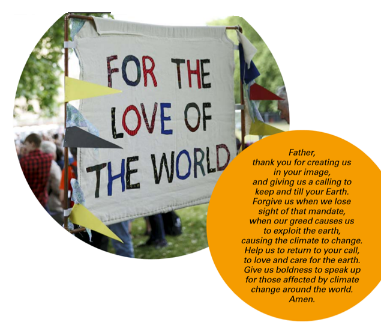 FOR THE
LOVE OF
THE WORLD
Father,
thank you for creating us
in your image,
and giving us a calling to
keep and till your Earth.
Forgive us when we lose
sight of that mandate,
when our greed causes us
to exploit the earth,
causing the climate to change.
Help us to return to your call,
to love and care for the earth.
Give us boldness to speak up
for those affected by climate
change around the world.
Amen.